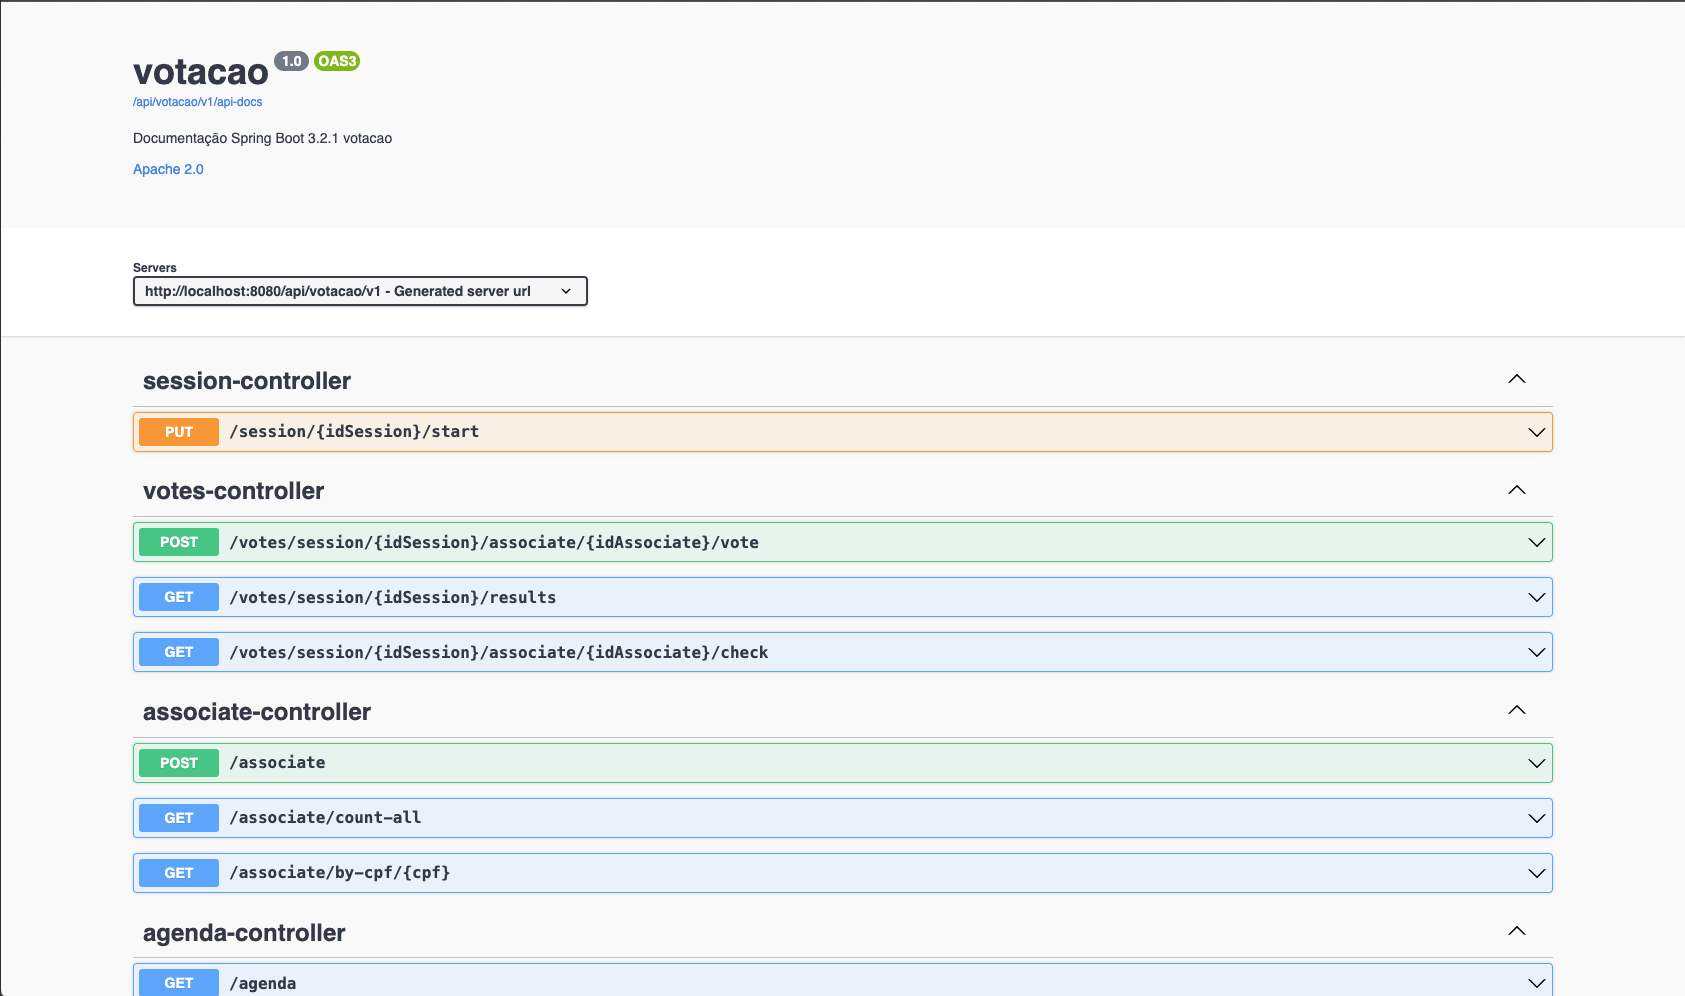 votacao 1.0 OAS3
/api/votacao/v1/api-docs
Documentação Spring Boot 3.2.1 votacao
Apache 2.0
Servers
http://localhost:8080/api/votacao/v1 - Generated server url
session-controller
PUT /session/{idSession}/start
votes-controller
POST /votes/session/{idSession}/associate/{idAssociate}/vote
GET /votes/session/{idSession}/results
GET /votes/session/{idSession}/associate/{idAssociate}/check
associate-controller
POST /associate
GET /associate/count-all
GET /associate/by-cpf/{cpf}
agenda-controller
GET /agenda